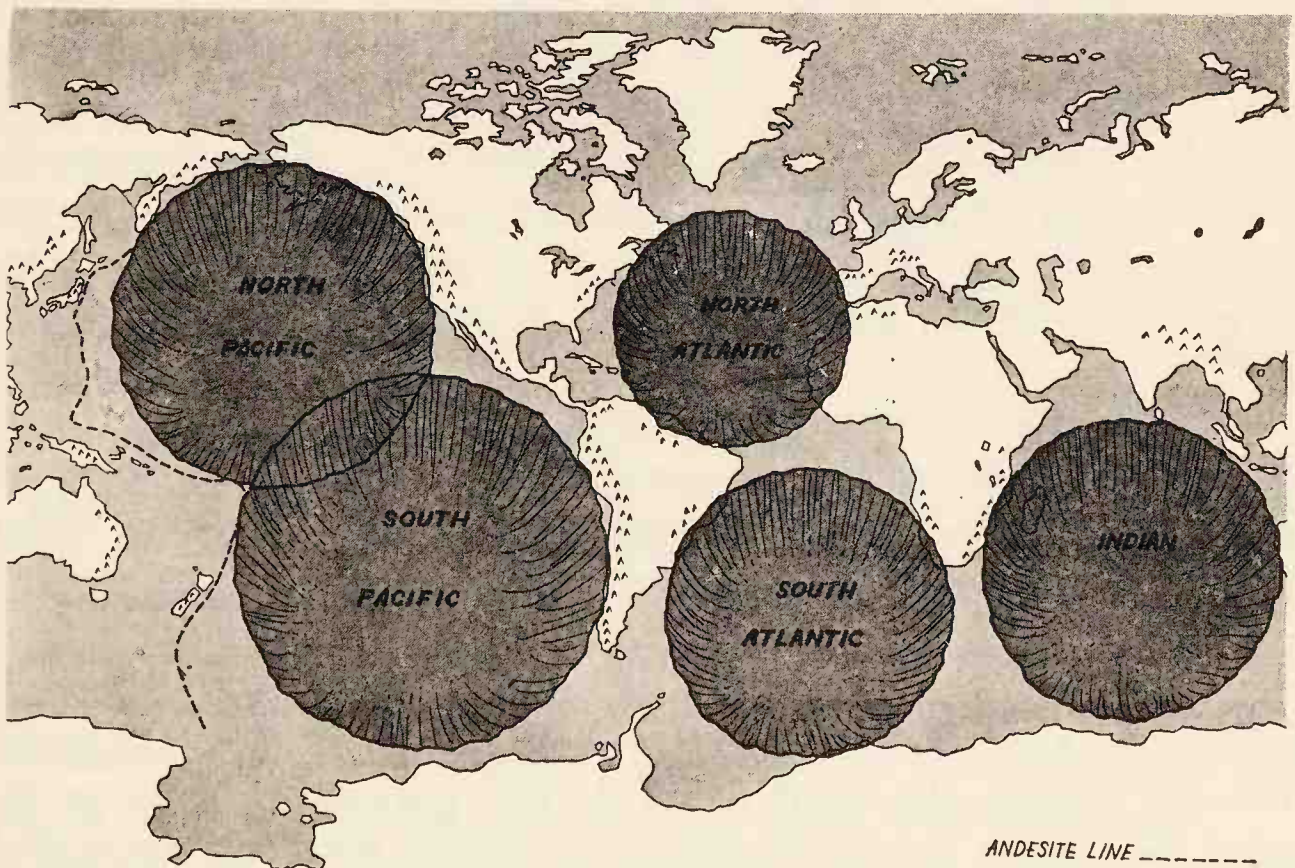 NORTH
PACIFIC
NORTH
ATLANTIC
SOUTH
PACIFIC
INDIAN
SOUTH
ATLANTIC
ANDESITE LINE